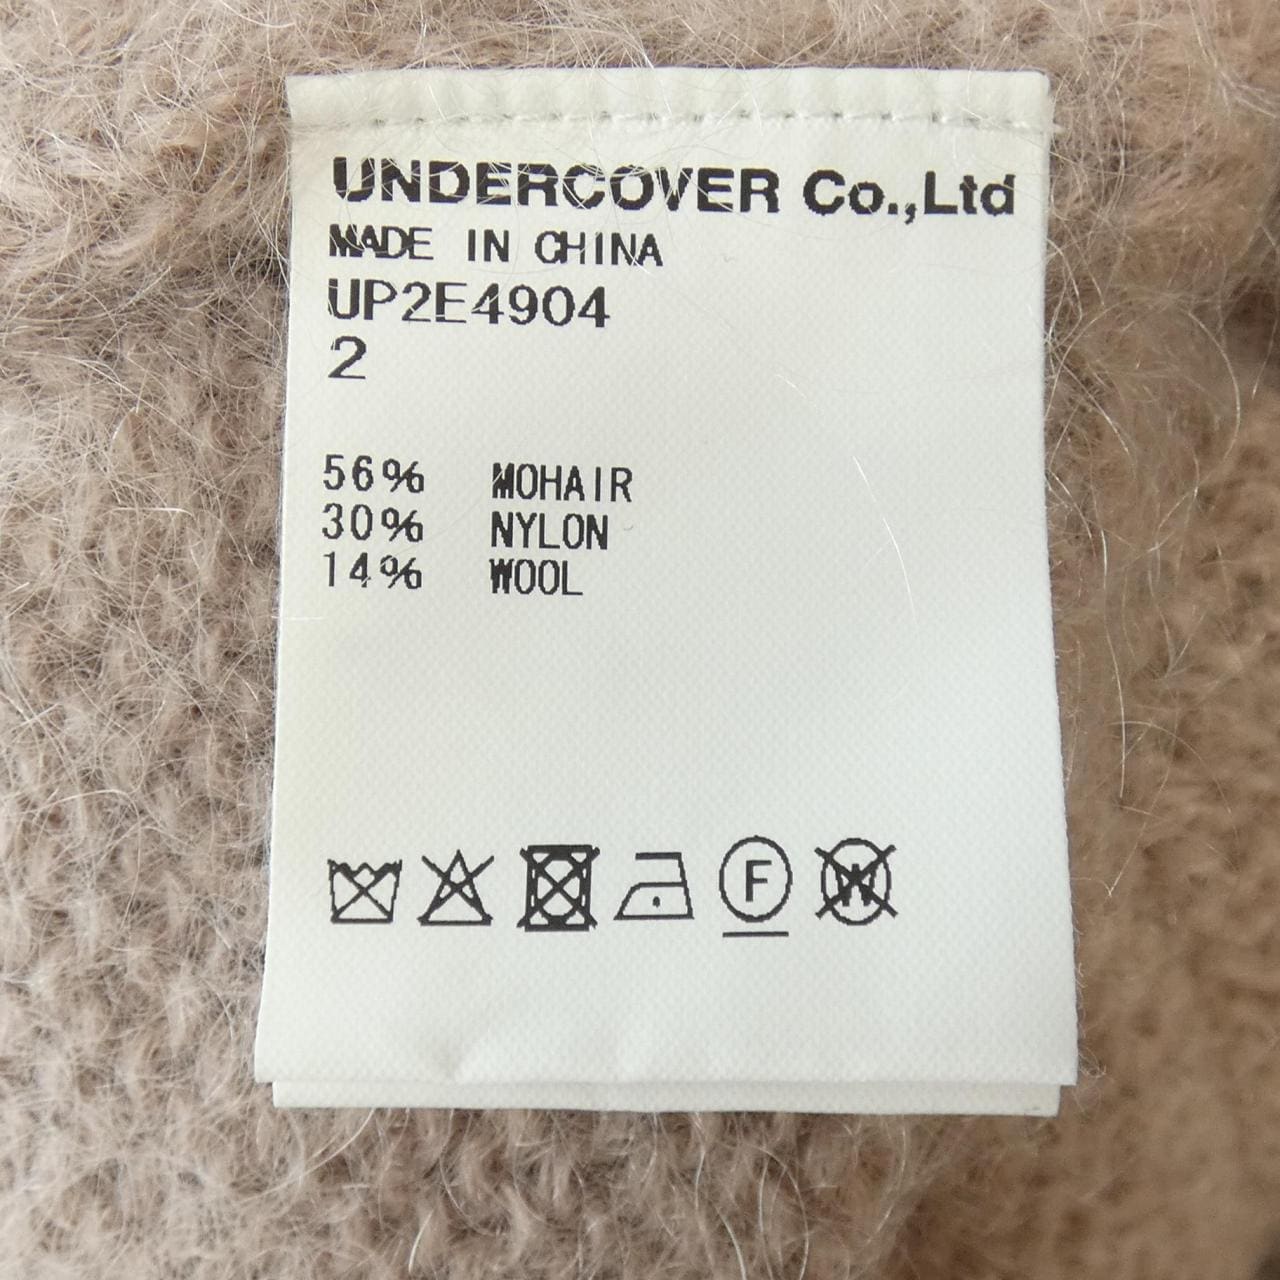 UNDERCOVER Co.,Ltd
MADE IN CHINA
UP2E4904
2
56% MOHAIR
30% NYLON
14% WOOL
F
W